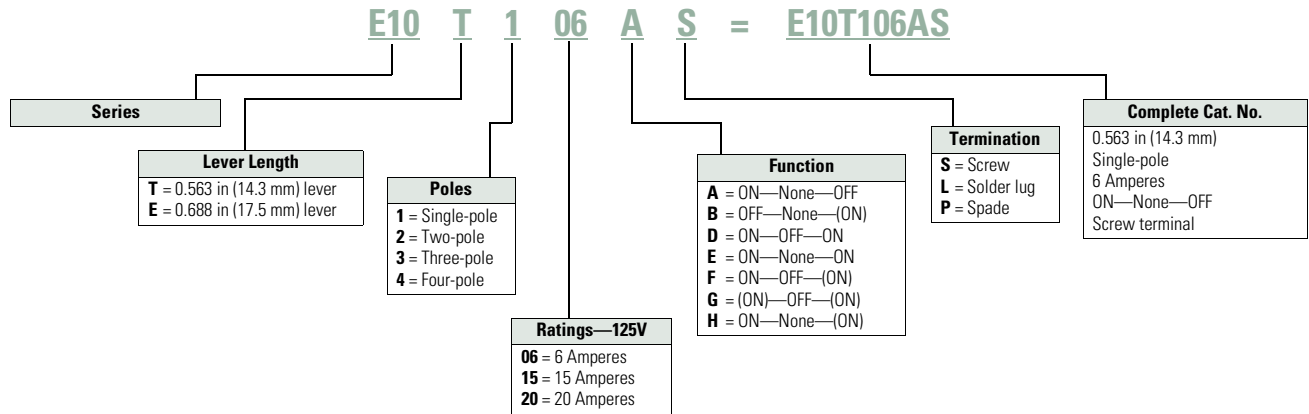 E10 T 1 06 A S = E10T106AS
Series
Lever Length
T = 0.563 in (14.3 mm) lever
E = 0.688 in (17.5 mm) lever
Poles
1 = Single-pole
2 = Two-pole
3 = Three-pole
4 = Four-pole
Ratings—125V
06 = 6 Amperes
15 = 15 Amperes
20 = 20 Amperes
Function
A = ON—None—OFF
B = OFF—None—(ON)
D = ON—OFF—ON
E = ON—None—ON
F = ON—OFF—(ON)
G = (ON)—OFF—(ON)
H = ON—None—(ON)
Termination
S = Screw
L = Solder lug
P = Spade
Complete Cat. No.
0.563 in (14.3 mm)
Single-pole
6 Amperes
ON—None—OFF
Screw terminal